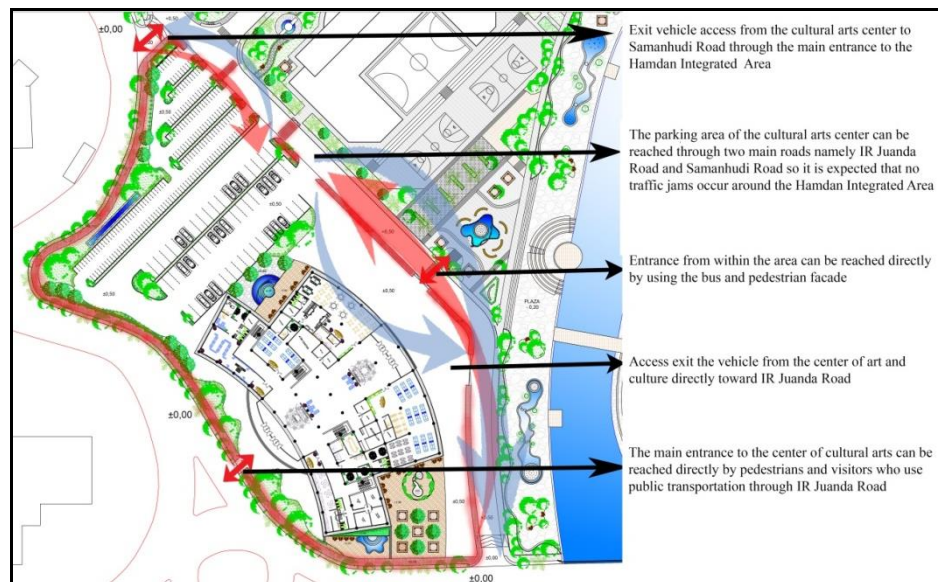 ±0,00
+0,50
Exit vehicle access from the cultural arts center to
Samanhudi Road through the main entrance to the
Hamdan Integrated Area
The parking area of the cultural arts center can be
reached through two main roads namely IR Juanda
Road and Samanhudi Road so it is expected that no
traffic jams occur around the Hamdan Integrated Area
Entrance from within the area can be reached directly
by using the bus and pedestrian facade
PLAZA
Access exit the vehicle from the center of art and
culture directly toward IR Juanda Road
±0,00
The main entrance to the center of cultural arts can be
reached directly by pedestrians and visitors who use
public transportation through IR Juanda Road
±0,00